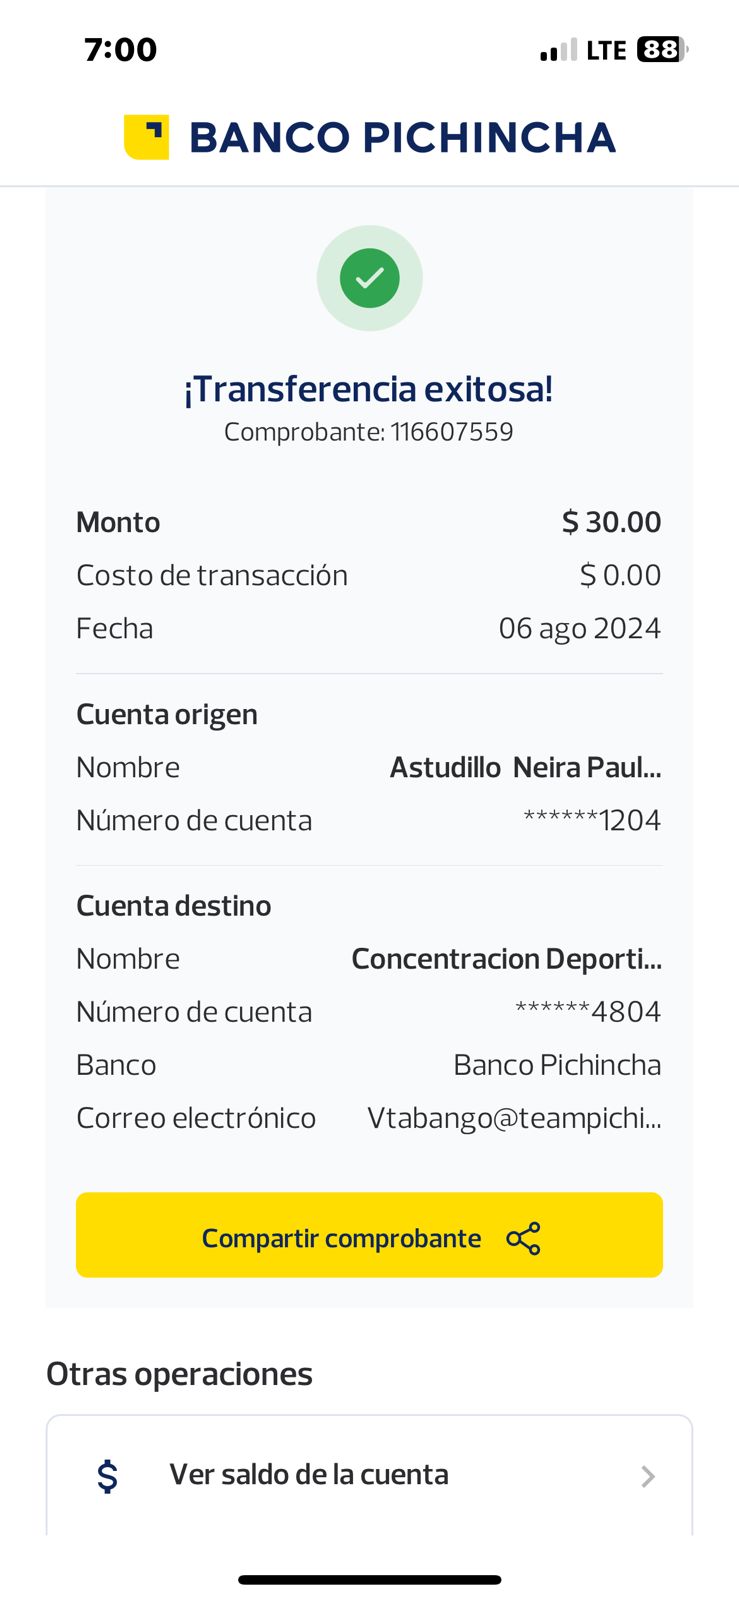 7:00 LTE 88
BANCO PICHINCHA
¡Transferencia exitosa!
Comprobante: 116607559
Monto $ 30.00
Costo de transacción $ 0.00
Fecha 06 ago 2024
Cuenta origen
Nombre Astudillo Neira Paul...
Número de cuenta ******1204
Cuenta destino
Nombre Concentracion Deporti...
Número de cuenta ******4804
Banco Banco Pichincha
Correo electrónico Vtabango@teampichi...
Compartir comprobante
Otras operaciones
$ Ver saldo de la cuenta